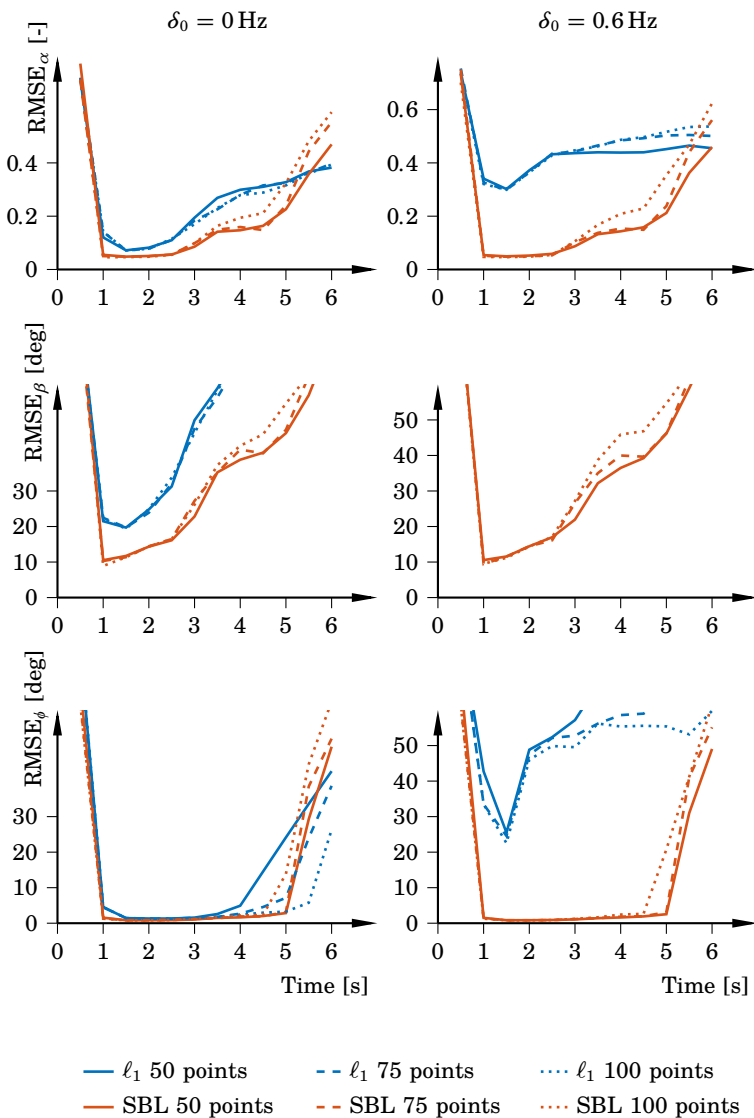 δ₀ = 0 Hz
δ₀ = 0.6 Hz
RMSE_α [-]
0.4
0.2
0
0 1 2 3 4 5 6
0.6
0.4
0.2
0
0 1 2 3 4 5 6
RMSE_β [deg]
30
20
10
0
0 1 2 3 4 5 6
50
40
30
20
10
0
0 1 2 3 4 5 6
RMSE_ϕ [deg]
30
20
10
0
0 1 2 3 4 5 6
Time [s]
50
40
30
20
10
0
0 1 2 3 4 5 6
Time [s]
ℓ₁ 50 points
ℓ₁ 75 points
ℓ₁ 100 points
SBL 50 points
SBL 75 points
SBL 100 points